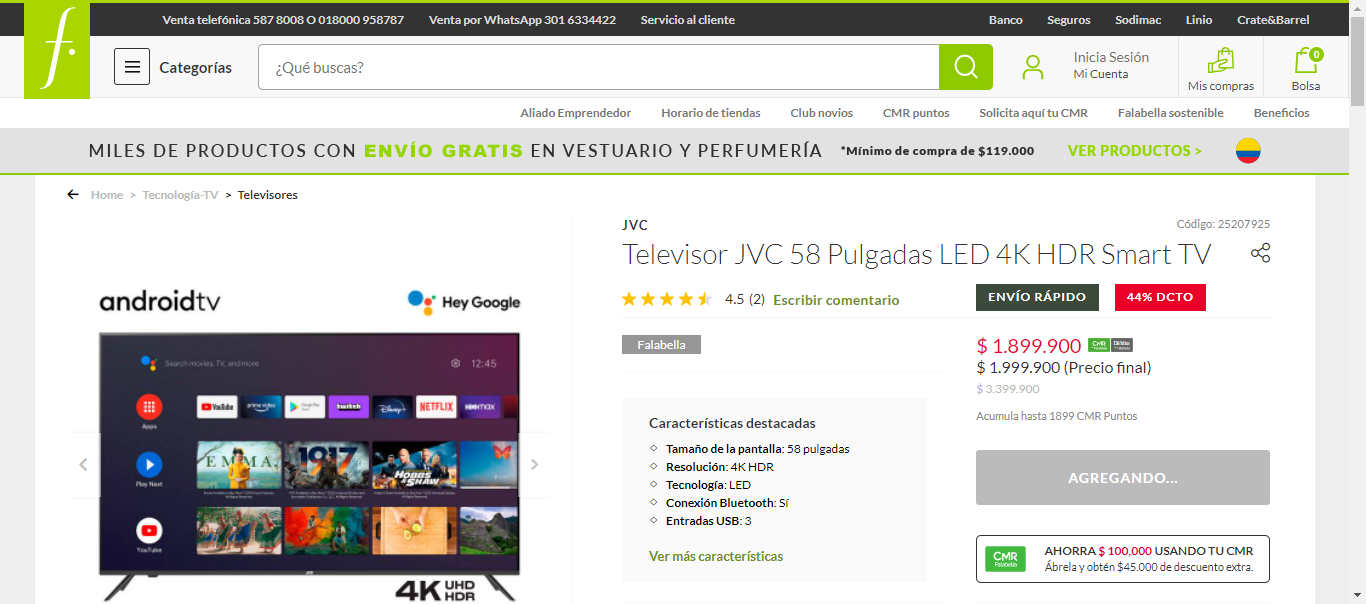 Venta telefónica 587 8008 O 018000 958787 Venta por WhatsApp 301 6334422 Servicio al cliente Banco Seguros Sodimac Linio Crate&Barrel
f.
Categorías
¿Qué buscas?
Inicia Sesión
Mi Cuenta
Mis compras
0
Bolsa
Aliado Emprendedor Horario de tiendas Club novios CMR puntos Solicita aquí tu CMR Falabella sostenible Beneficios
MILES DE PRODUCTOS CON ENVÍO GRATIS EN VESTUARIO Y PERFUMERÍA *Mínimo de compra de $119.000 VER PRODUCTOS >
Home > Tecnología-TV > Televisores
androidtv
Hey Google
Search movies, TV, and more
12:45
Apps
YouTube
prime video
Google Play
twitch
Disney+
NETFLIX
HBOMAX
Play Next
EMMA.
1917
HOBBS & SHAW
YouTube
JVC
4K UHD HDR
JVC
Código: 25207925
Televisor JVC 58 Pulgadas LED 4K HDR Smart TV
4.5 (2) Escribir comentario
ENVÍO RÁPIDO
44% DCTO
Falabella
$ 1.899.900 CMR
$ 1.999.900 (Precio final)
$ 3.399.900
Acumula hasta 1899 CMR Puntos
Características destacadas
Tamaño de la pantalla: 58 pulgadas
Resolución: 4K HDR
Tecnología: LED
Conexión Bluetooth: Sí
Entradas USB: 3
Ver más características
AGREGANDO...
CMR
Falabella
AHORRA $ 100,000 USANDO TU CMR
Ábrela y obtén $45.000 de descuento extra.